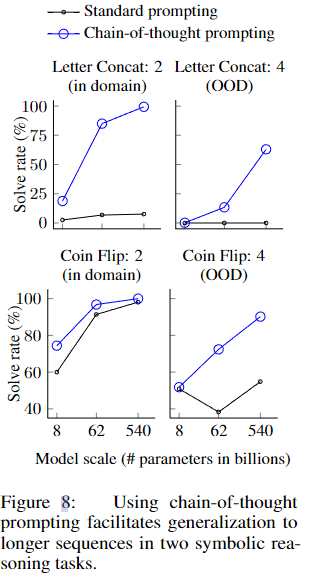 Standard prompting
Chain-of-thought prompting
Letter Concat: 2 Letter Concat: 4
(in domain) (OOD)
100
75
50
25
0
Solve rate (%)
Coin Flip: 2 Coin Flip: 4
(in domain) (OOD)
100
80
60
40
Solve rate (%)
8 62 540 8 62 540
Model scale (# parameters in billions)
Figure 8: Using chain-of-thought
prompting facilitates generalization to
longer sequences in two symbolic rea-
soning tasks.